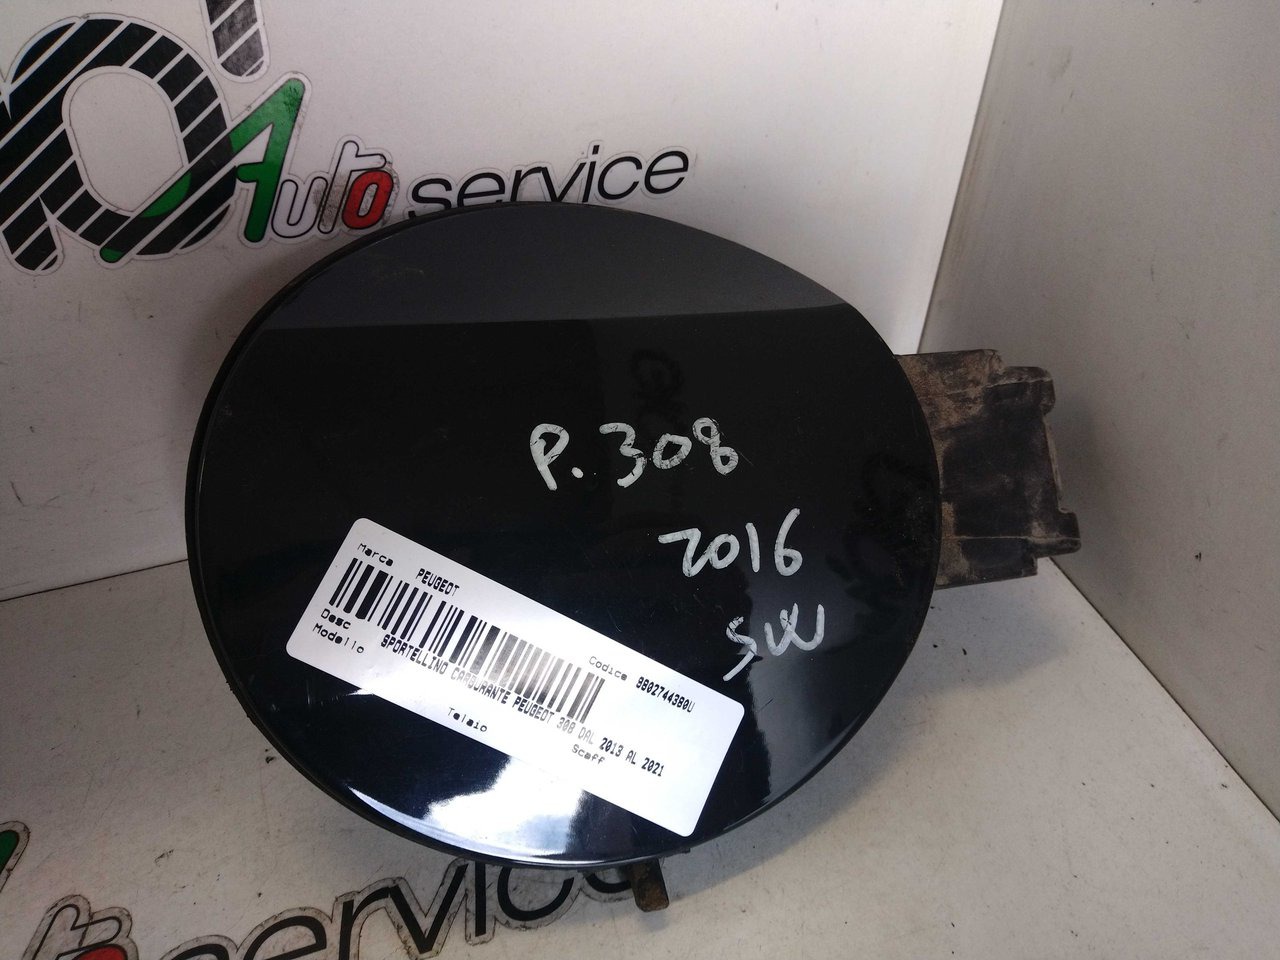 Auto service
P. 308
2016
SW
Marca PEUGEOT
Codice 9802744380U
Desc SPORTELLINO CARBURANTE PEUGEOT 308 DAL 2013 AL 2021
Modello
Telaio
Scaff
service